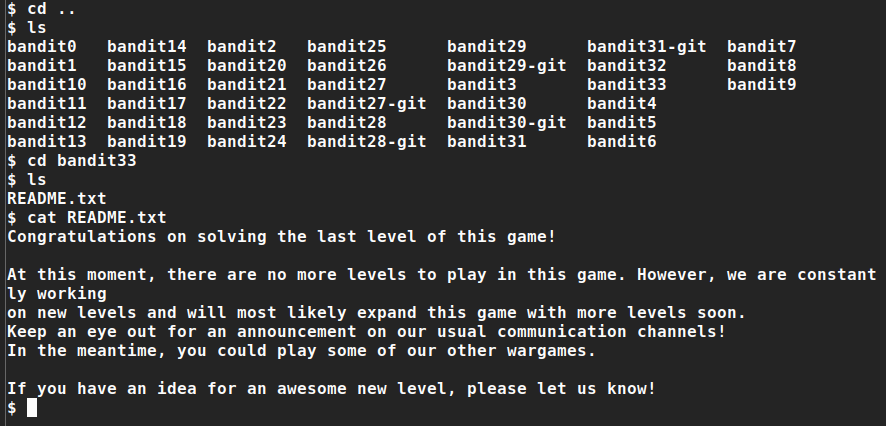 $ cd ..
$ ls
bandit0   bandit14  bandit2   bandit25      bandit29      bandit31-git  bandit7
bandit1   bandit15  bandit20  bandit26      bandit29-git  bandit32      bandit8
bandit10  bandit16  bandit21  bandit27      bandit3       bandit33      bandit9
bandit11  bandit17  bandit22  bandit27-git  bandit30      bandit4
bandit12  bandit18  bandit23  bandit28      bandit30-git  bandit5
bandit13  bandit19  bandit24  bandit28-git  bandit31      bandit6
$ cd bandit33
$ ls
README.txt
$ cat README.txt
Congratulations on solving the last level of this game!

At this moment, there are no more levels to play in this game. However, we are constant
ly working
on new levels and will most likely expand this game with more levels soon.
Keep an eye out for an announcement on our usual communication channels!
In the meantime, you could play some of our other wargames.

If you have an idea for an awesome new level, please let us know!
$